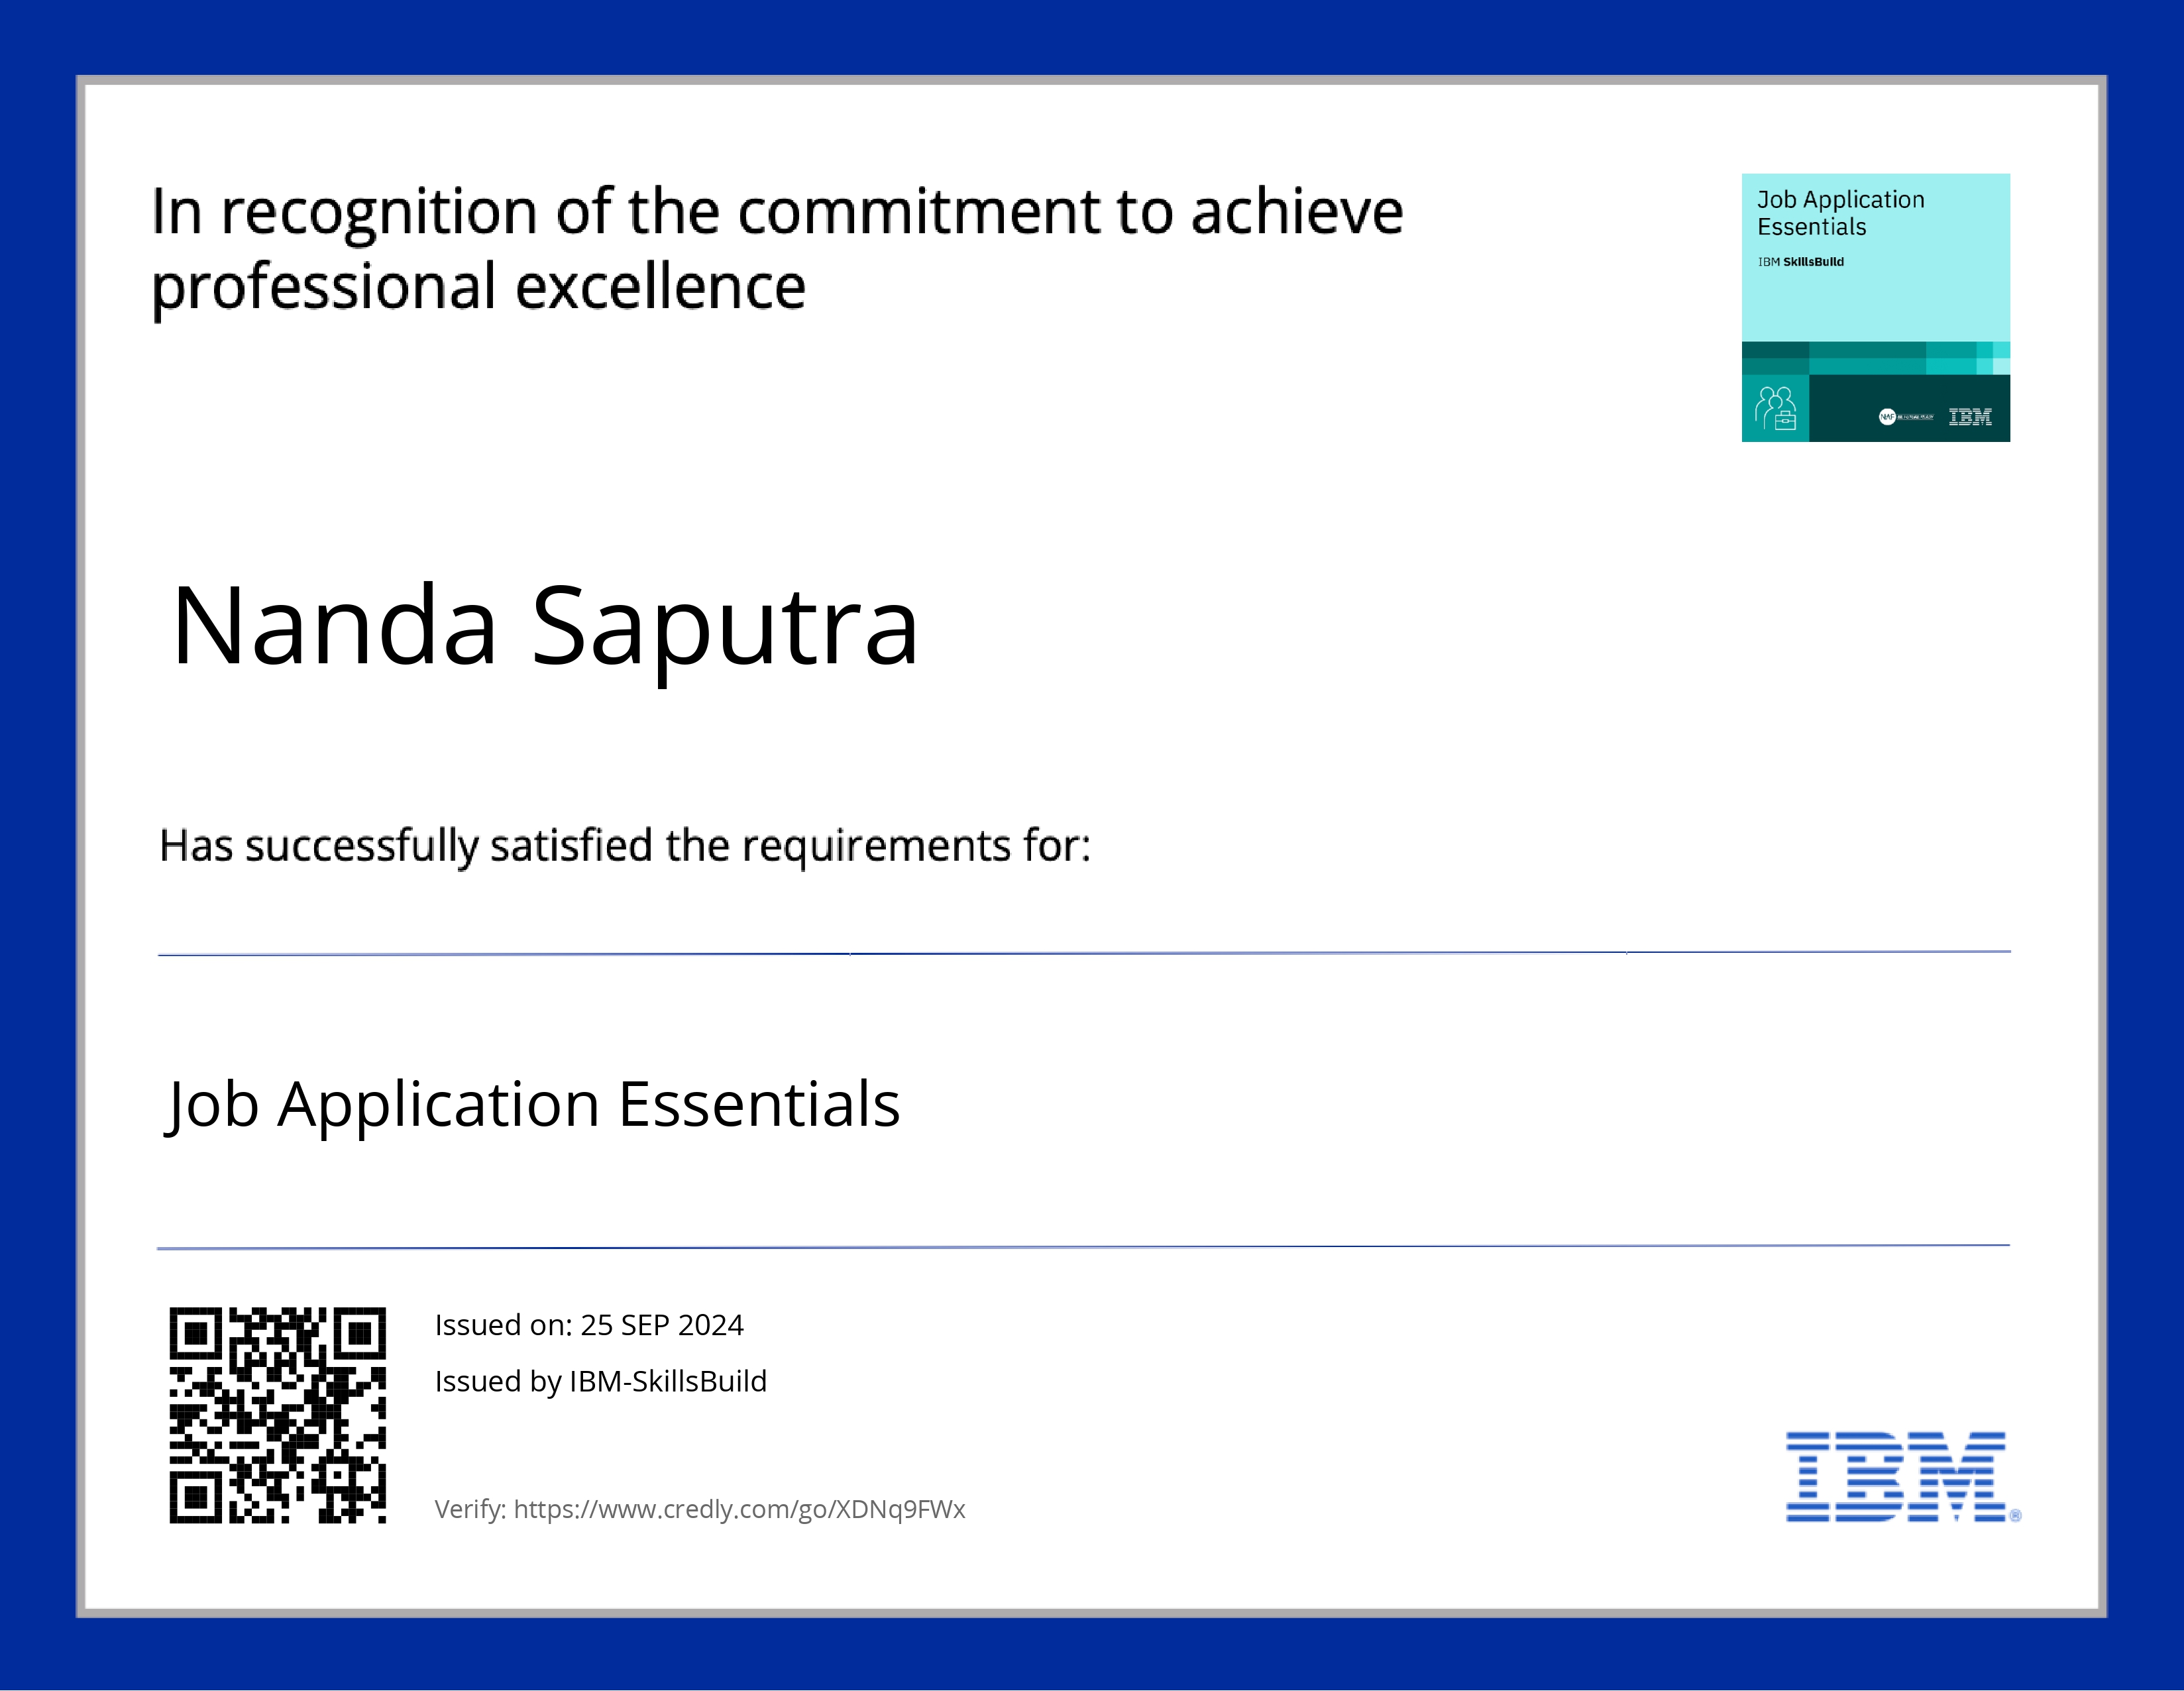 In recognition of the commitment to achieve
professional excellence
Job Application
Essentials
IBM SkillsBuild
NAF
IBM
Nanda Saputra
Has successfully satisfied the requirements for:
Job Application Essentials
Issued on: 25 SEP 2024
Issued by IBM-SkillsBuild
Verify: https://www.credly.com/go/XDNq9FWx
IBM®